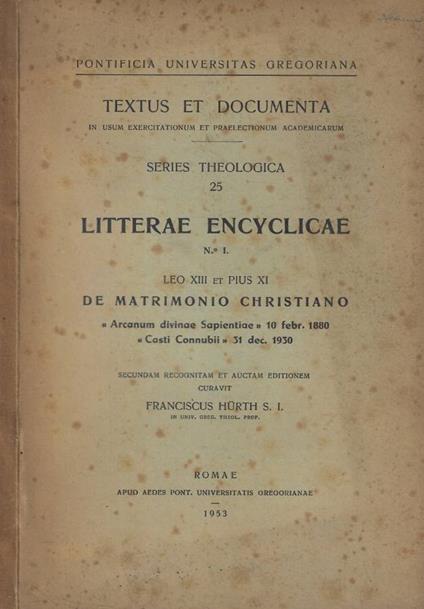 PONTIFICIA UNIVERSITAS GREGORIANA
TEXTUS ET DOCUMENTA
IN USUM EXERCITATIONUM ET PRAELECTIONUM ACADEMICARUM
SERIES THEOLOGICA
25
LITTERAE ENCYCLICAE
N.º I.
LEO XIII ET PIUS XI
DE MATRIMONIO CHRISTIANO
« Arcanum divinae Sapientiae » 10 febr. 1880
« Casti Connubii » 31 dec. 1930
SECUNDAM RECOGNITAM ET AUCTAM EDITIONEM
CURAVIT
FRANCISCUS HÜRTH S. I.
IN UNIV. GREG. THEOL. PROF.
ROMAE
APUD AEDES PONT. UNIVERSITATIS GREGORIANAE
1953